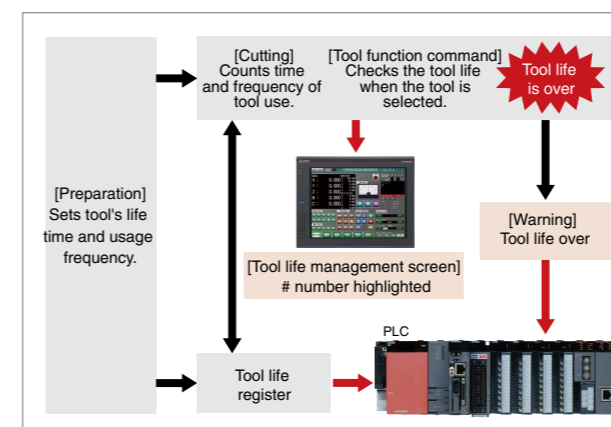 [Preparation]
Sets tool's life
time and usage
frequency.
[Cutting]
Counts time
and frequency of
tool use.
[Tool function command]
Checks the tool life
when the tool is
selected.
Tool life
is over
[Warning]
Tool life over
[Tool life management screen]
# number highlighted
Tool life
register
PLC